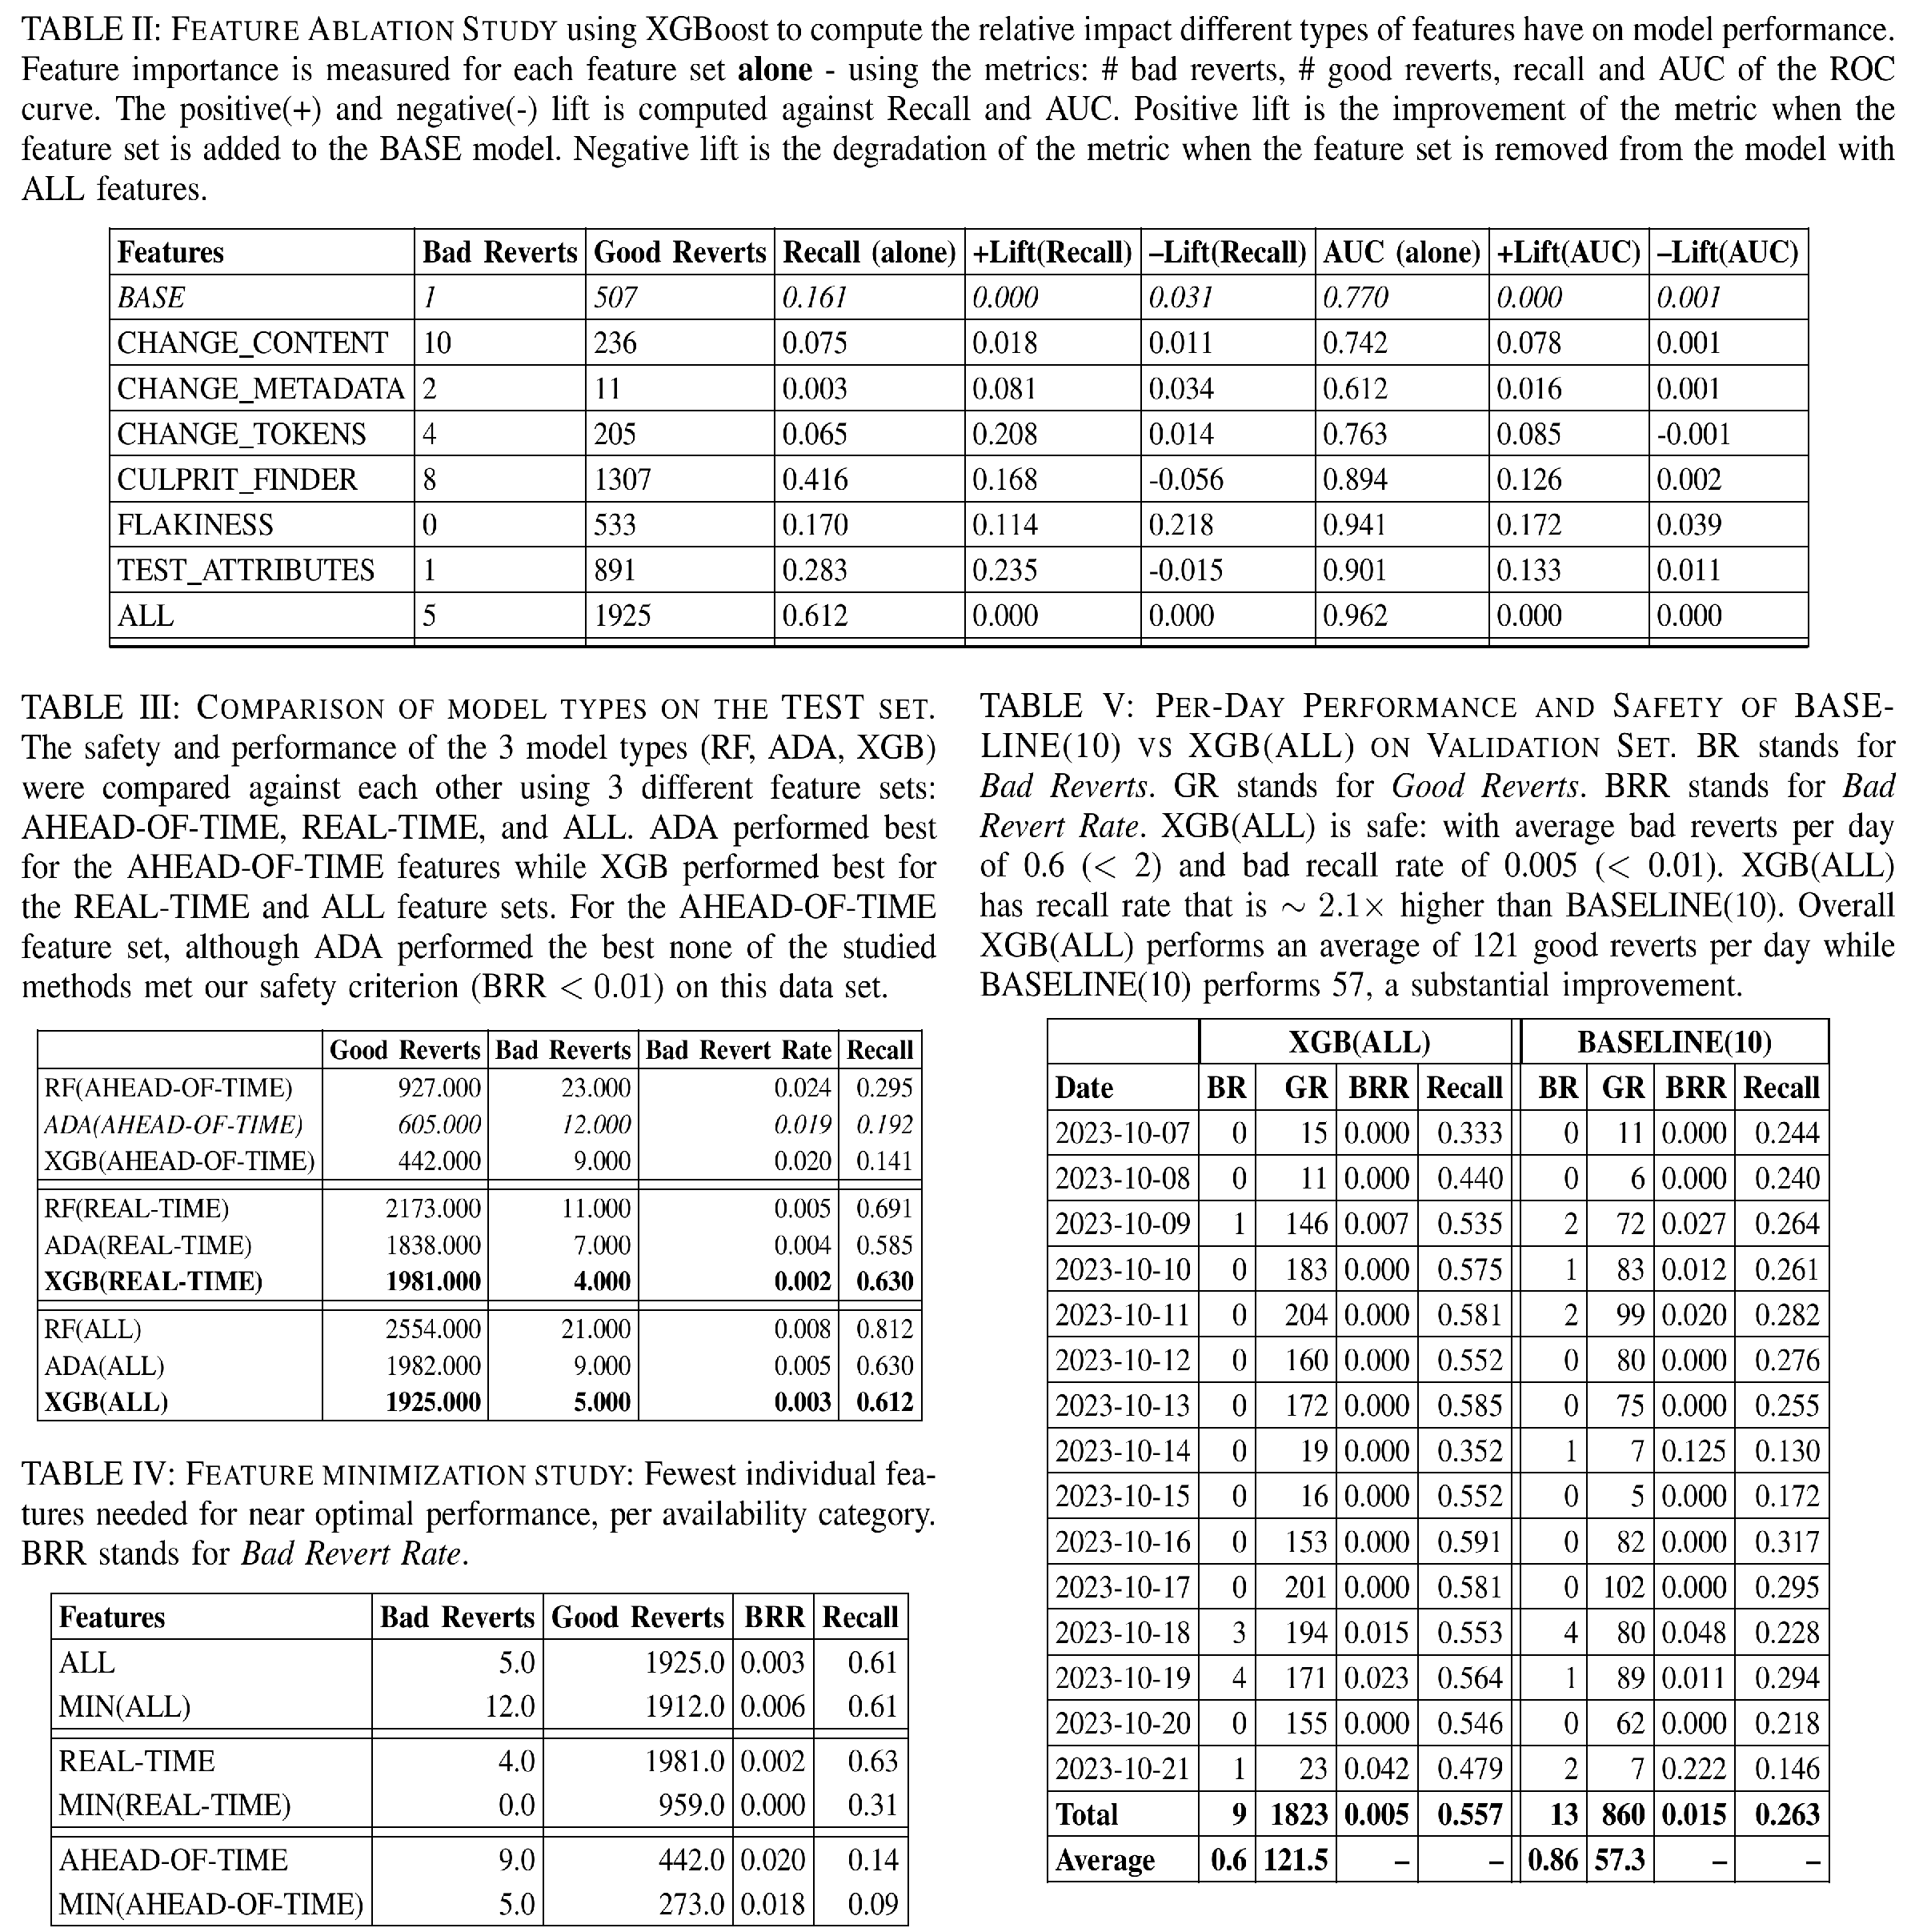 TABLE II: FEATURE ABLATION STUDY using XGBoost to compute the relative impact different types of features have on model performance.
Feature importance is measured for each feature set alone - using the metrics: # bad reverts, # good reverts, recall and AUC of the ROC
curve. The positive(+) and negative(-) lift is computed against Recall and AUC. Positive lift is the improvement of the metric when the
feature set is added to the BASE model. Negative lift is the degradation of the metric when the feature set is removed from the model with
ALL features.
Features Bad Reverts Good Reverts Recall (alone) +Lift(Recall) –Lift(Recall) AUC (alone) +Lift(AUC) –Lift(AUC)
BASE 1 507 0.161 0.000 0.031 0.770 0.000 0.001
CHANGE_CONTENT 10 236 0.075 0.018 0.011 0.742 0.078 0.001
CHANGE_METADATA 2 11 0.003 0.081 0.034 0.612 0.016 0.001
CHANGE_TOKENS 4 205 0.065 0.208 0.014 0.763 0.085 -0.001
CULPRIT_FINDER 8 1307 0.416 0.168 -0.056 0.894 0.126 0.002
FLAKINESS 0 533 0.170 0.114 0.218 0.941 0.172 0.039
TEST_ATTRIBUTES 1 891 0.283 0.235 -0.015 0.901 0.133 0.011
ALL 5 1925 0.612 0.000 0.000 0.962 0.000 0.000
TABLE III: COMPARISON OF MODEL TYPES ON THE TEST SET.
The safety and performance of the 3 model types (RF, ADA, XGB)
were compared against each other using 3 different feature sets:
AHEAD-OF-TIME, REAL-TIME, and ALL. ADA performed best
for the AHEAD-OF-TIME features while XGB performed best for
the REAL-TIME and ALL feature sets. For the AHEAD-OF-TIME
feature set, although ADA performed the best none of the studied
methods met our safety criterion (BRR < 0.01) on this data set.
Good Reverts Bad Reverts Bad Revert Rate Recall
RF(AHEAD-OF-TIME) 927.000 23.000 0.024 0.295
ADA(AHEAD-OF-TIME) 605.000 12.000 0.019 0.192
XGB(AHEAD-OF-TIME) 442.000 9.000 0.020 0.141
RF(REAL-TIME) 2173.000 11.000 0.005 0.691
ADA(REAL-TIME) 1838.000 7.000 0.004 0.585
XGB(REAL-TIME) 1981.000 4.000 0.002 0.630
RF(ALL) 2554.000 21.000 0.008 0.812
ADA(ALL) 1982.000 9.000 0.005 0.630
XGB(ALL) 1925.000 5.000 0.003 0.612
TABLE IV: FEATURE MINIMIZATION STUDY: Fewest individual fea-
tures needed for near optimal performance, per availability category.
BRR stands for Bad Revert Rate.
Features Bad Reverts Good Reverts BRR Recall
ALL 5.0 1925.0 0.003 0.61
MIN(ALL) 12.0 1912.0 0.006 0.61
REAL-TIME 4.0 1981.0 0.002 0.63
MIN(REAL-TIME) 0.0 959.0 0.000 0.31
AHEAD-OF-TIME 9.0 442.0 0.020 0.14
MIN(AHEAD-OF-TIME) 5.0 273.0 0.018 0.09
TABLE V: PER-DAY PERFORMANCE AND SAFETY OF BASE-
LINE(10) VS XGB(ALL) ON VALIDATION SET. BR stands for
Bad Reverts. GR stands for Good Reverts. BRR stands for Bad
Revert Rate. XGB(ALL) is safe: with average bad reverts per day
of 0.6 (< 2) and bad recall rate of 0.005 (< 0.01). XGB(ALL)
has recall rate that is ∼ 2.1× higher than BASELINE(10). Overall
XGB(ALL) performs an average of 121 good reverts per day while
BASELINE(10) performs 57, a substantial improvement.
XGB(ALL) BASELINE(10)
Date BR GR BRR Recall BR GR BRR Recall
2023-10-07 0 15 0.000 0.333 0 11 0.000 0.244
2023-10-08 0 11 0.000 0.440 0 6 0.000 0.240
2023-10-09 1 146 0.007 0.535 2 72 0.027 0.264
2023-10-10 0 183 0.000 0.575 1 83 0.012 0.261
2023-10-11 0 204 0.000 0.581 2 99 0.020 0.282
2023-10-12 0 160 0.000 0.552 0 80 0.000 0.276
2023-10-13 0 172 0.000 0.585 0 75 0.000 0.255
2023-10-14 0 19 0.000 0.352 1 7 0.125 0.130
2023-10-15 0 16 0.000 0.552 0 5 0.000 0.172
2023-10-16 0 153 0.000 0.591 0 82 0.000 0.317
2023-10-17 0 201 0.000 0.581 0 102 0.000 0.295
2023-10-18 3 194 0.015 0.553 4 80 0.048 0.228
2023-10-19 4 171 0.023 0.564 1 89 0.011 0.294
2023-10-20 0 155 0.000 0.546 0 62 0.000 0.218
2023-10-21 1 23 0.042 0.479 2 7 0.222 0.146
Total 9 1823 0.005 0.557 13 860 0.015 0.263
Average 0.6 121.5 – – 0.86 57.3 – –